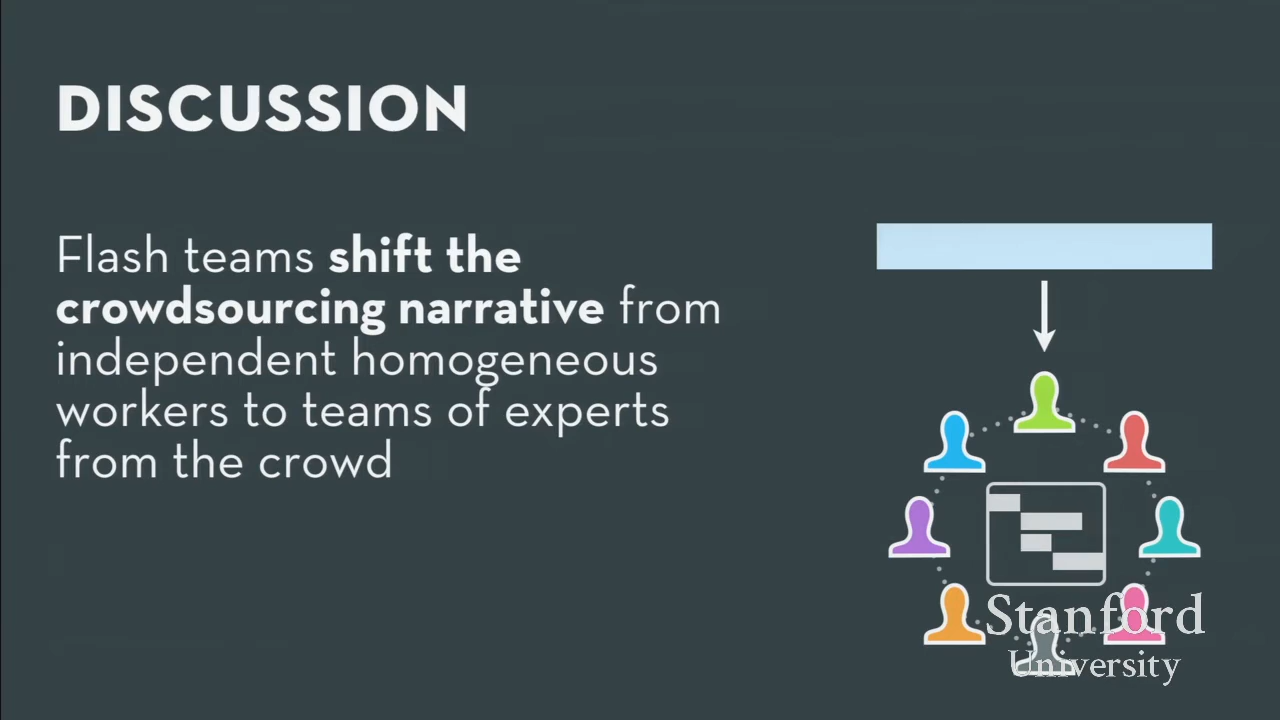 DISCUSSION
Flash teams shift the
crowdsourcing narrative from
independent homogeneous
workers to teams of experts
from the crowd
Stanford
University